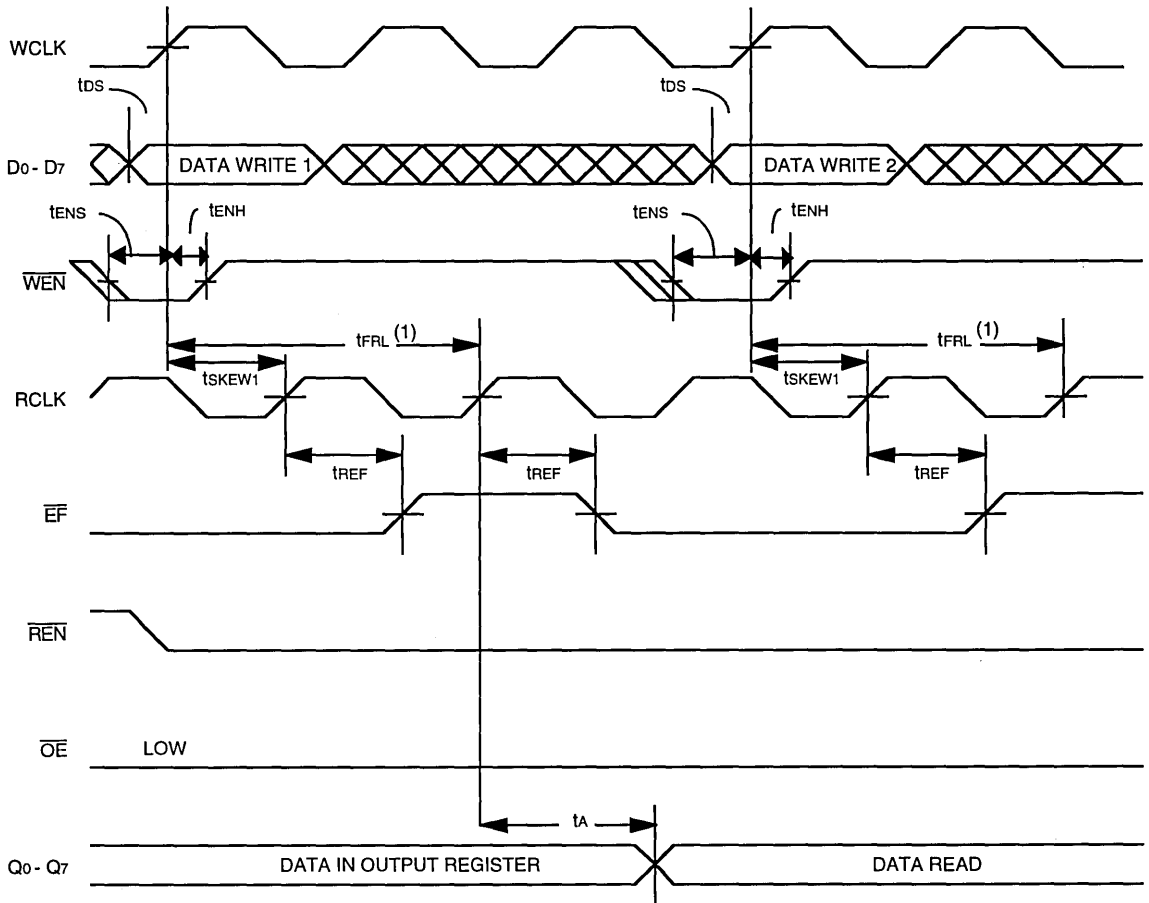 WCLK
tDS tDS
D0 - D7 DATA WRITE 1 DATA WRITE 2
tENS tENH tENS tENH
WEN
tFRL (1) tFRL (1)
tSKEW1 tSKEW1
RCLK
tREF tREF tREF
EF
REN
OE LOW
tA
Q0 - Q7 DATA IN OUTPUT REGISTER DATA READ